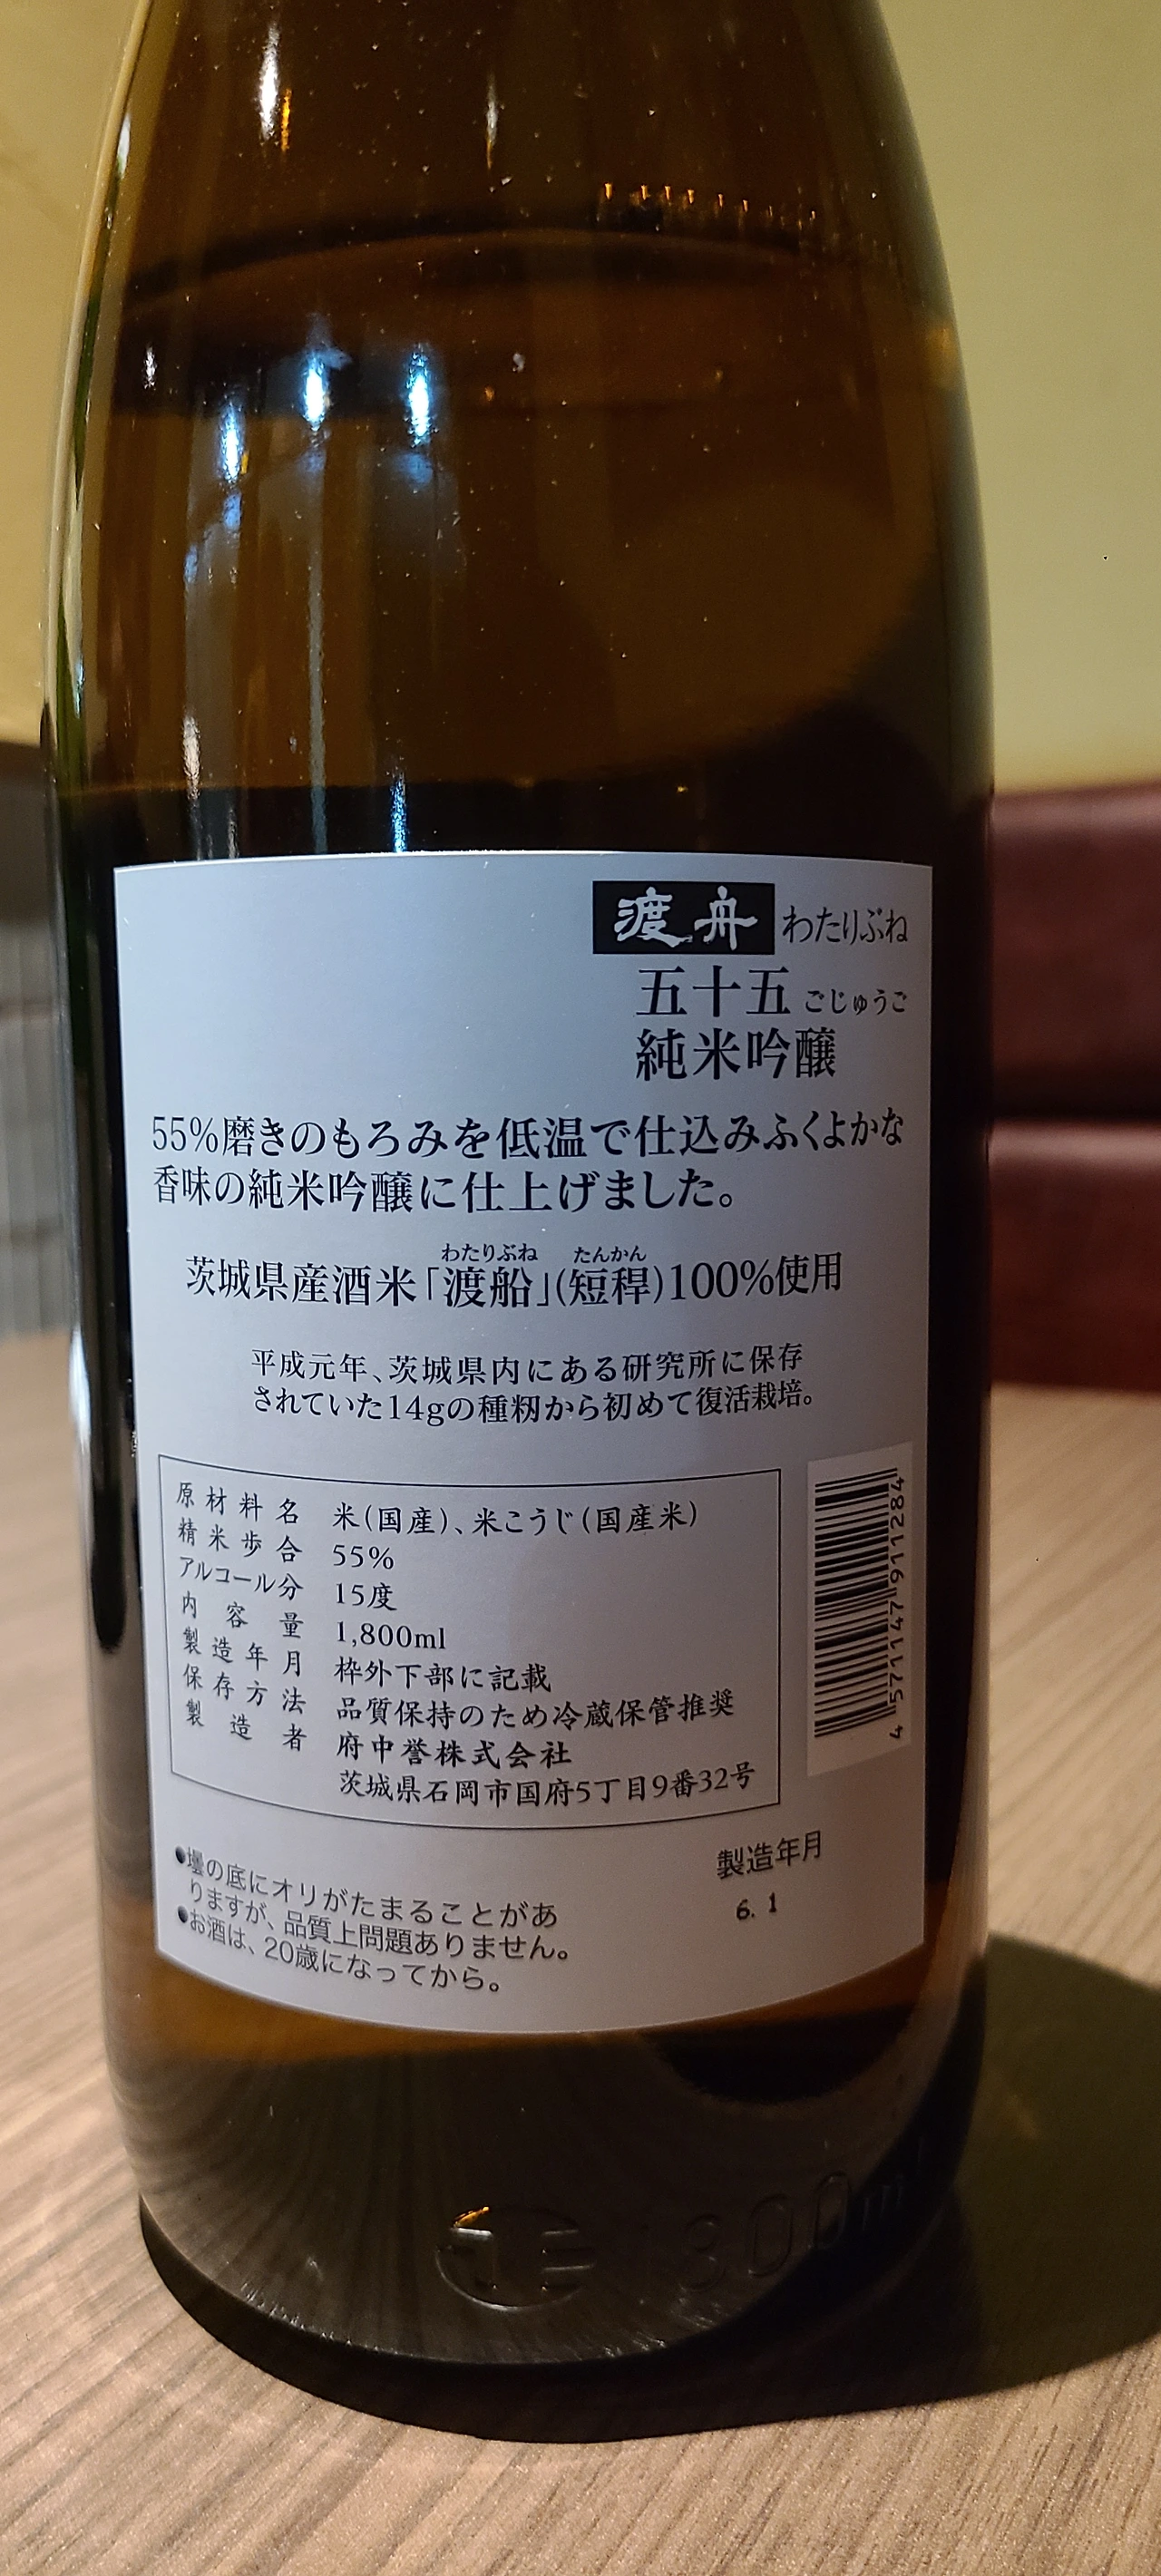 渡舟 わたりぶね
五十五 ごじゅうご
純米吟醸
55%磨きのもろみを低温で仕込みふくよかな
香味の純米吟醸に仕上げました。
わたりぶね たんかん
茨城県産酒米「渡船」(短稈)100%使用
平成元年、茨城県内にある研究所に保存
されていた14gの種籾から初めて復活栽培。
原材料名 米(国産)、米こうじ(国産米)
精米歩合 55%
アルコール分 15度
内容量 1,800ml
製造年月 枠外下部に記載
保存方法 品質保持のため冷蔵保管推奨
製造者 府中誉株式会社
茨城県石岡市国府5丁目9番32号
4 571147 911284
●壜の底にオリがたまることがあ
りますが、品質上問題ありません。
●お酒は、20歳になってから。
製造年月
6. 1
1800ml